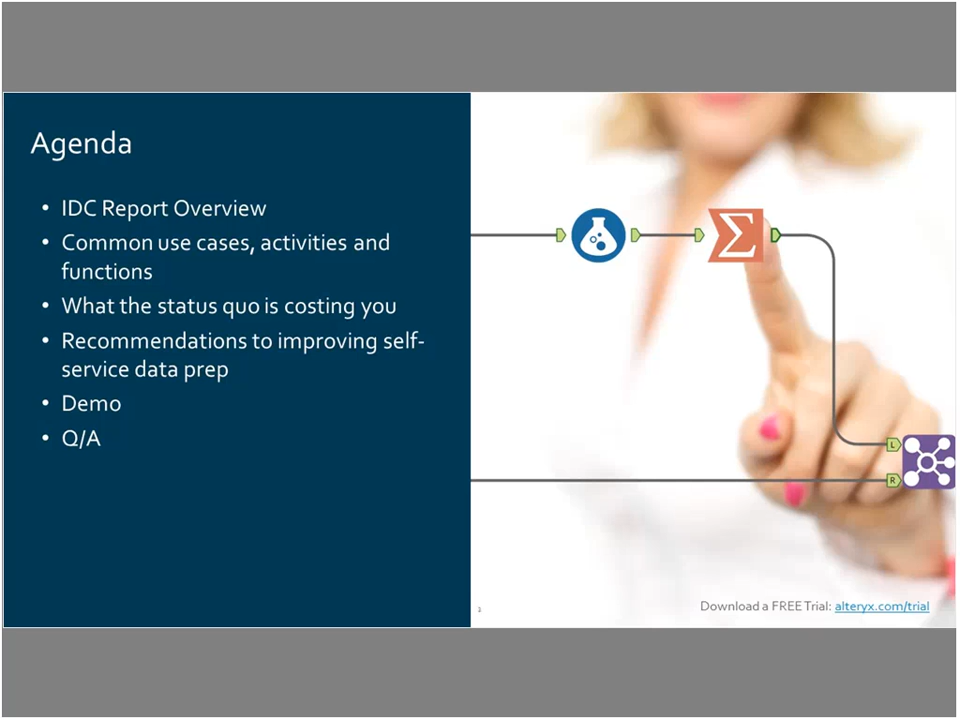 Agenda
• IDC Report Overview
• Common use cases, activities and
functions
• What the status quo is costing you
• Recommendations to improving self-
service data prep
• Demo
• Q/A
Σ
L
R
Download a FREE Trial: alteryx.com/trial